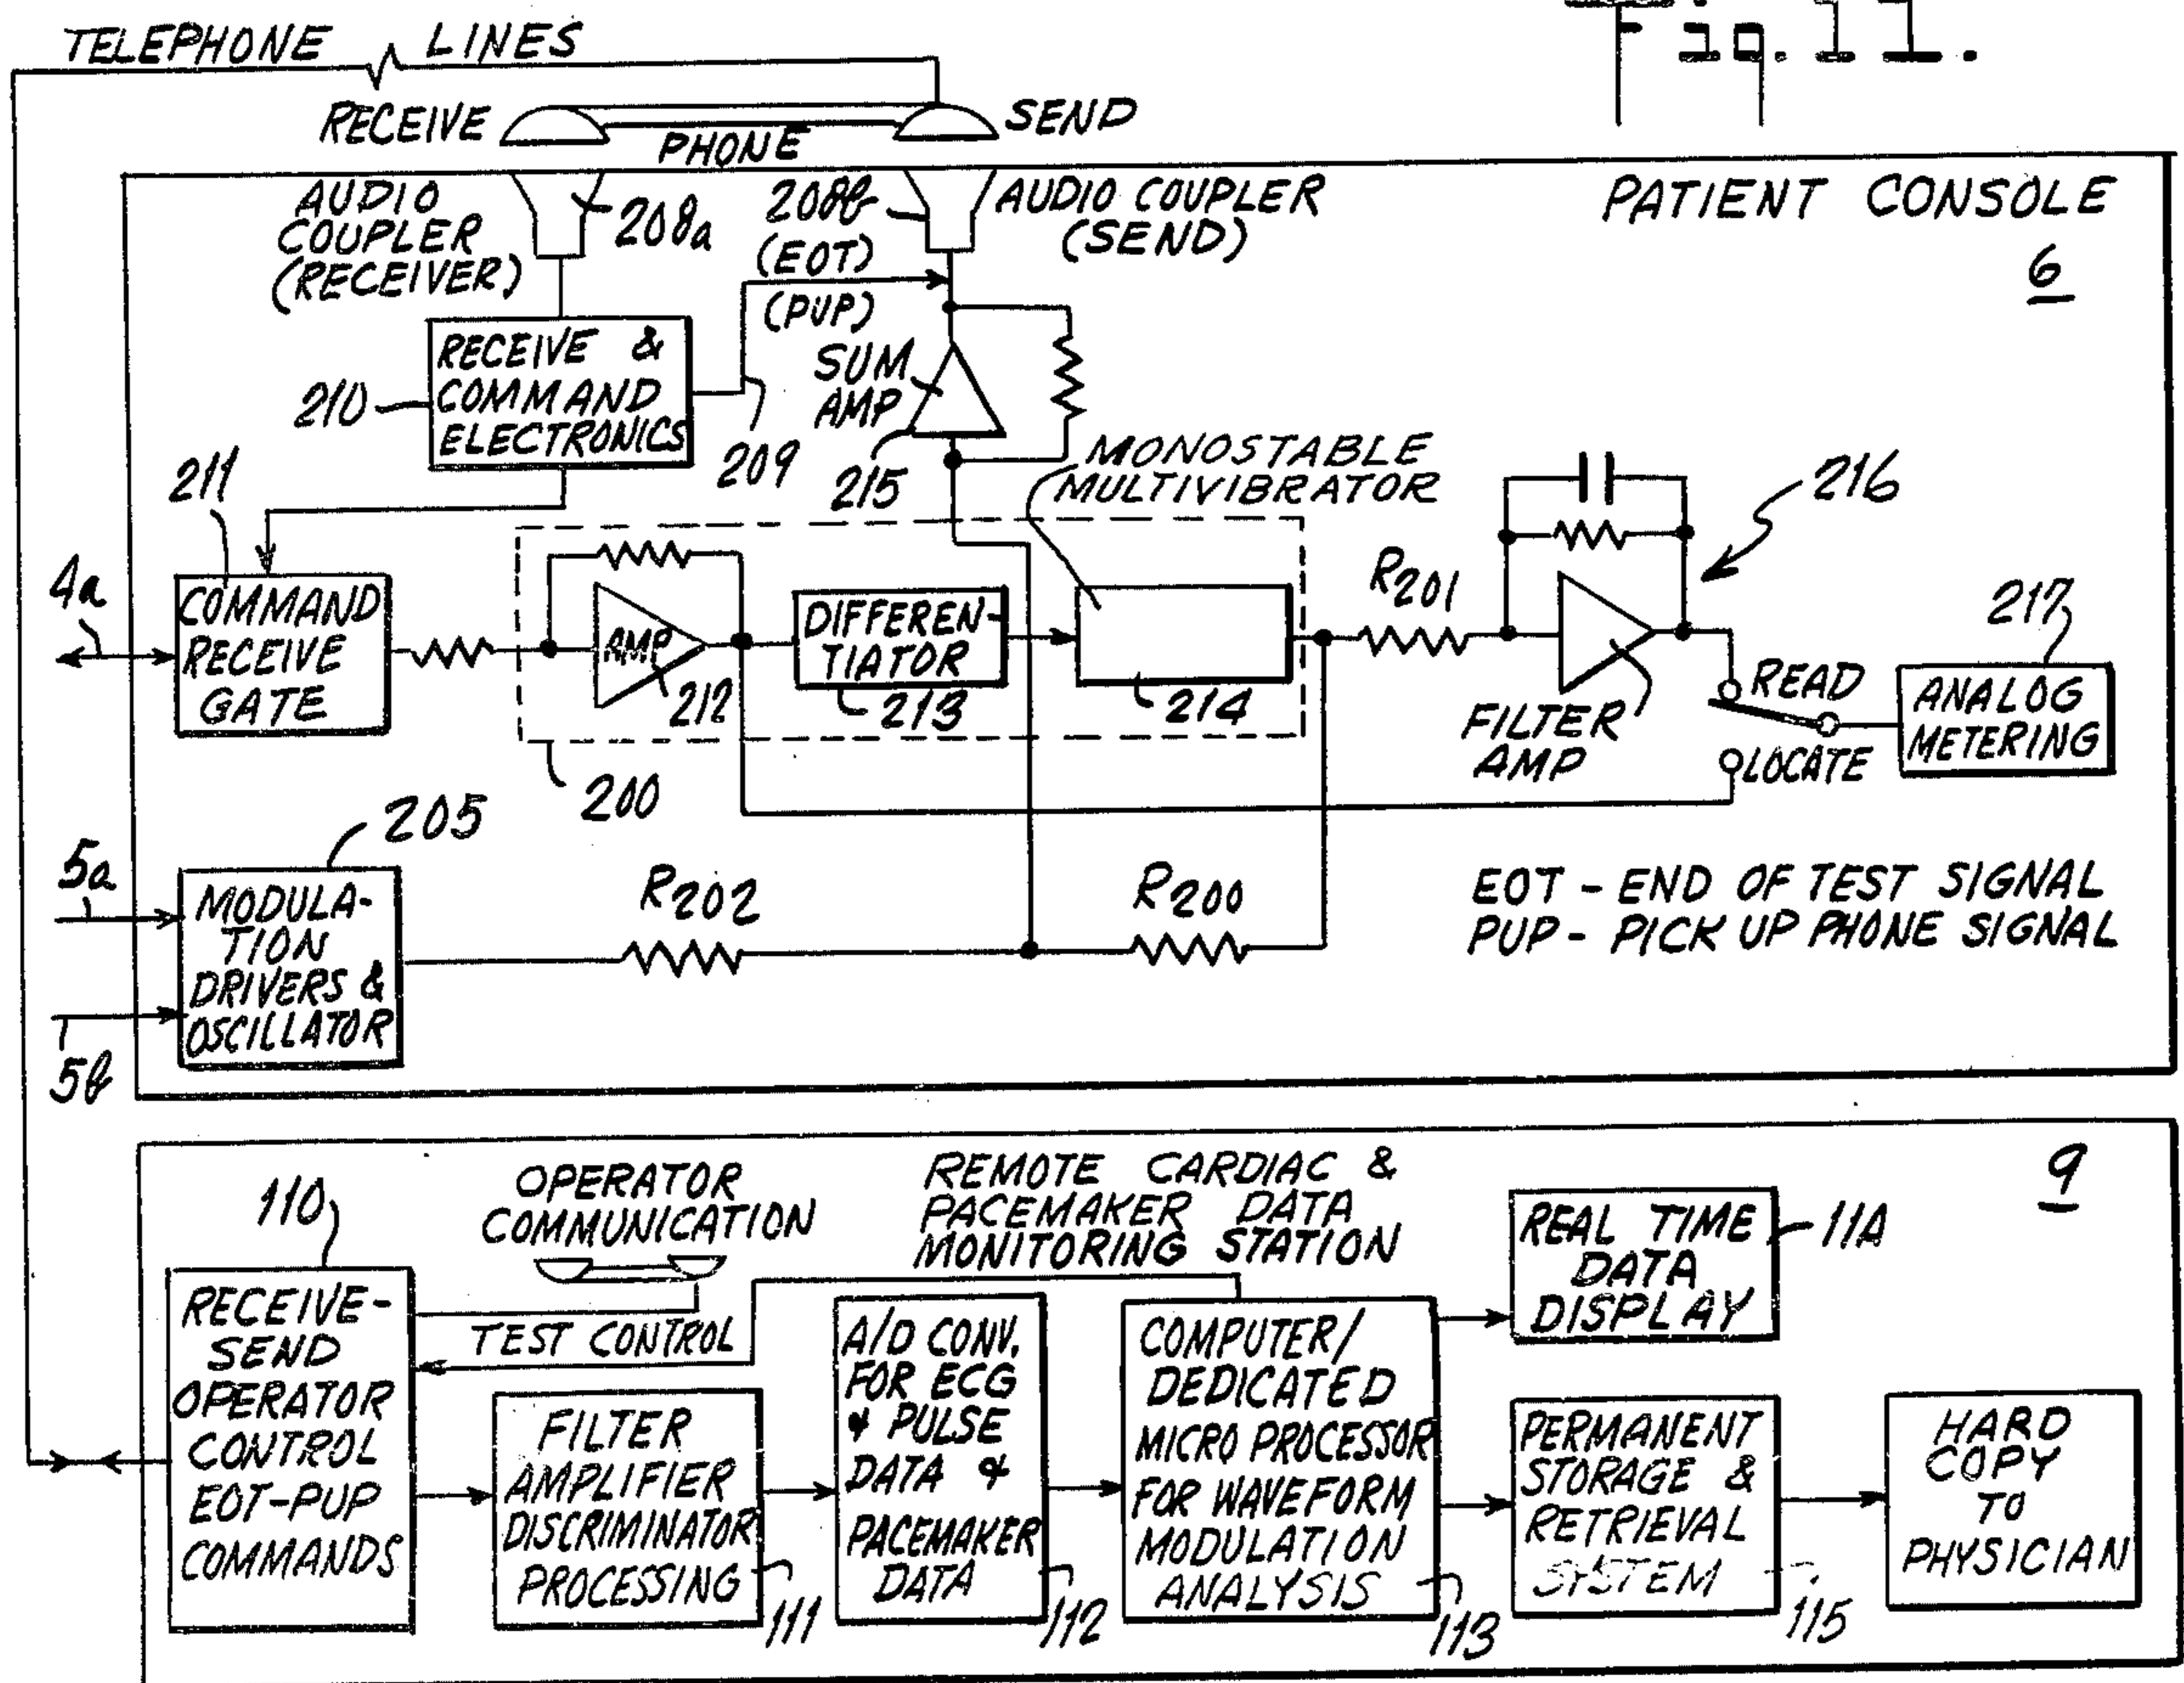 Fig. 11.
TELEPHONE LINES
RECEIVE
SEND
PHONE
AUDIO
COUPLER
(RECEIVER)
208a
208b
AUDIO COUPLER
(SEND)
PATIENT CONSOLE
6
(EOT)
(PUP)
RECEIVE &
COMMAND
ELECTRONICS
210
209
SUM
AMP
215
MONOSTABLE
MULTIVIBRATOR
216
211
4a
COMMAND
RECEIVE
GATE
AMP
212
DIFFEREN-
TIATOR
213
214
R201
FILTER
AMP
READ
LOCATE
217
ANALOG
METERING
200
205
5a
5b
MODULA-
TION
DRIVERS &
OSCILLATOR
R202
R200
EOT - END OF TEST SIGNAL
PUP - PICK UP PHONE SIGNAL
9
110
OPERATOR
COMMUNICATION
REMOTE CARDIAC &
PACEMAKER DATA
MONITORING STATION
RECEIVE-
SEND
OPERATOR
CONTROL
EOT-PUP
COMMANDS
TEST CONTROL
FILTER
AMPLIFIER
DISCRIMINATOR
PROCESSING
111
A/D CONV.
FOR ECG
& PULSE
DATA &
PACEMAKER
DATA
112
COMPUTER/
DEDICATED
MICRO PROCESSOR
FOR WAVEFORM
MODULATION
ANALYSIS
113
REAL TIME
DATA
DISPLAY
114
PERMANENT
STORAGE &
RETRIEVAL
SYSTEM
115
HARD
COPY
TO
PHYSICIAN